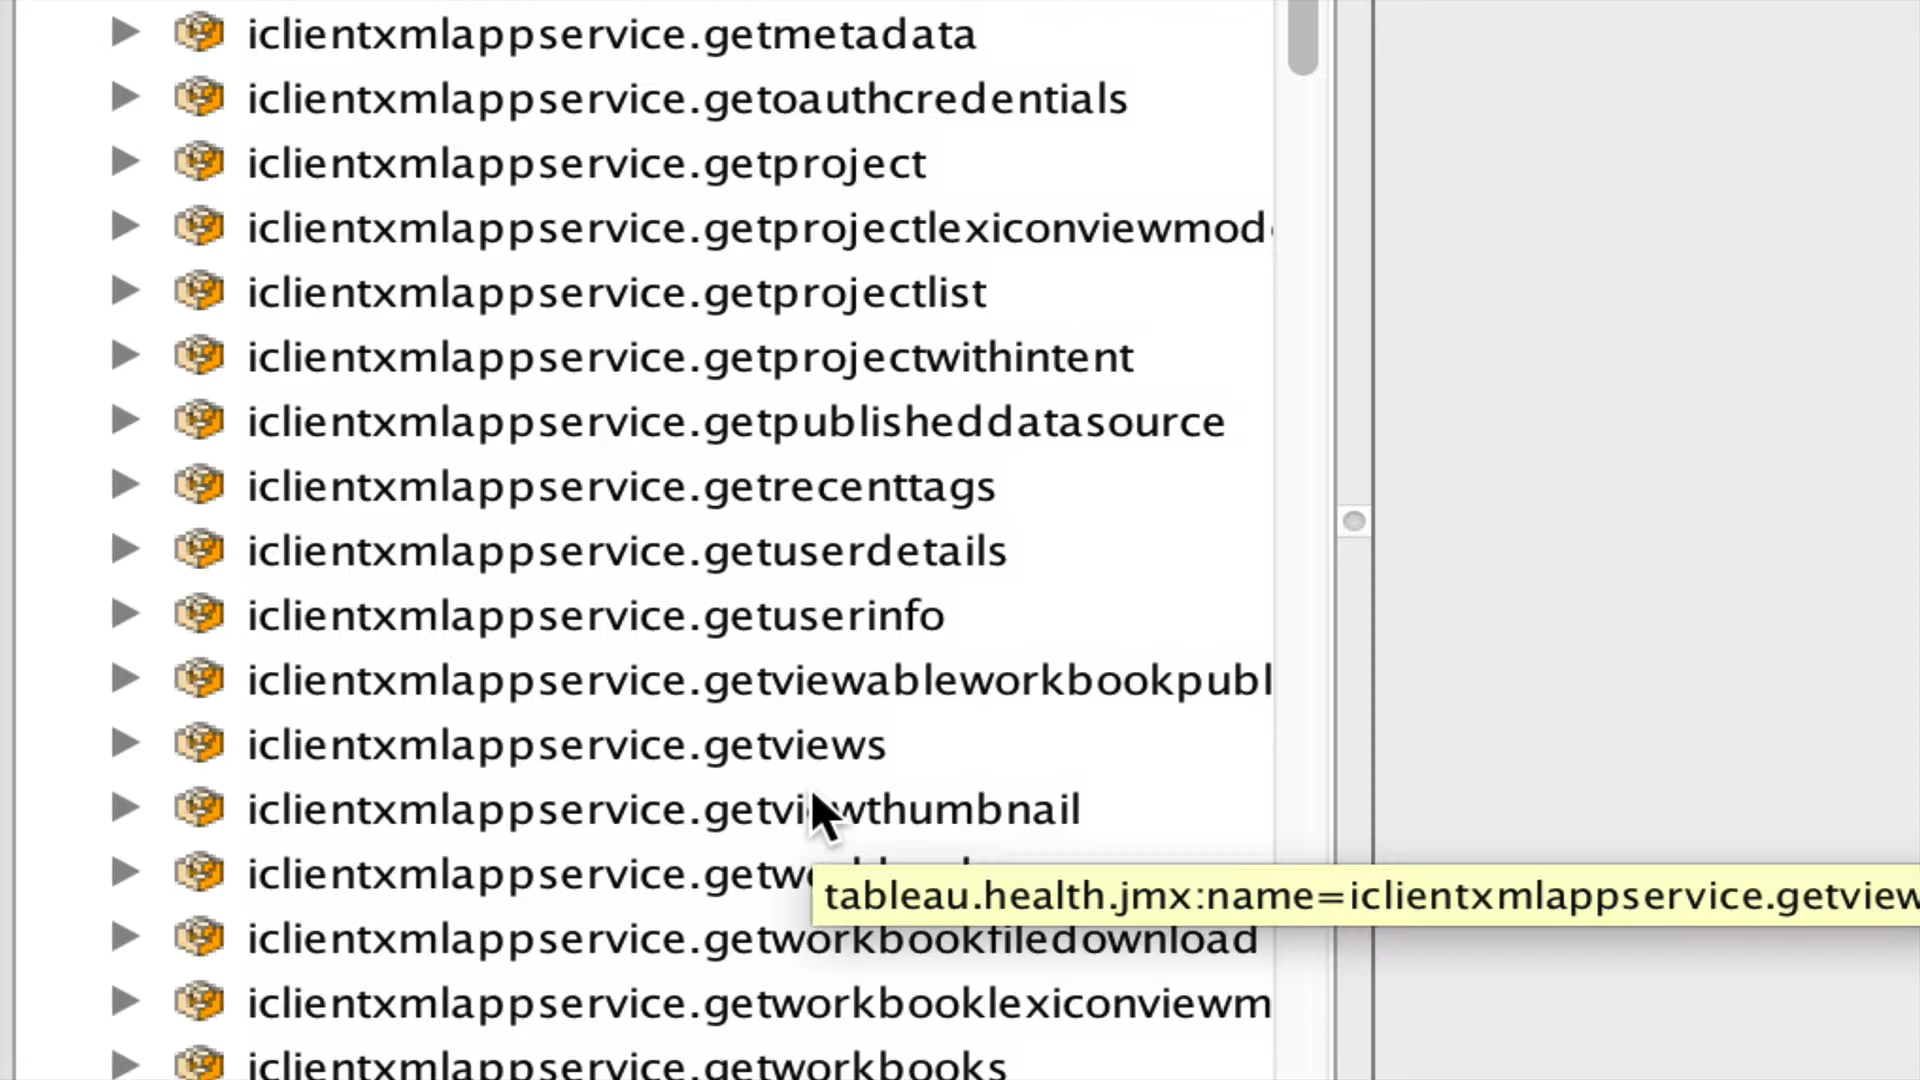 iclientxmlappservice.getmetadata
iclientxmlappservice.getoauthcredentials
iclientxmlappservice.getproject
iclientxmlappservice.getprojectlexiconviewmod
iclientxmlappservice.getprojectlist
iclientxmlappservice.getprojectwithintent
iclientxmlappservice.getpublisheddatasource
iclientxmlappservice.getrecenttags
iclientxmlappservice.getuserdetails
iclientxmlappservice.getuserinfo
iclientxmlappservice.getviewableworkbookpubl
iclientxmlappservice.getviews
iclientxmlappservice.getviewthumbnail
iclientxmlappservice.getwo
tableau.health.jmx:name=iclientxmlappservice.getview
iclientxmlappservice.getworkbookfiledownload
iclientxmlappservice.getworkbooklexiconviewm
iclientxmlappservice.getworkbooks